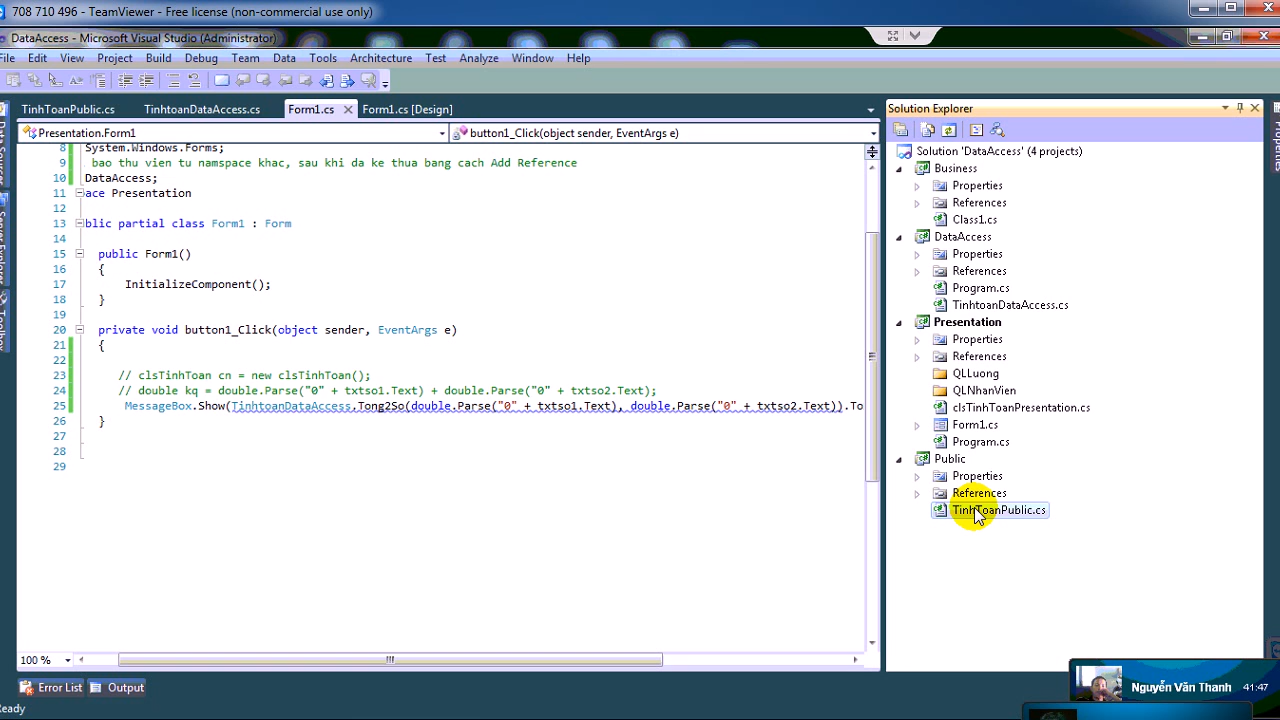 708 710 496 - TeamViewer - Free license (non-commercial use only)
DataAccess - Microsoft Visual Studio (Administrator)
File Edit View Project Build Debug Team Data Tools Architecture Test Analyze Window Help
TinhToanPublic.cs TinhtoanDataAccess.cs Form1.cs Form1.cs [Design]
Presentation.Form1 button1_Click(object sender, EventArgs e)
8 System.Windows.Forms;
9 bao thu vien tu namspace khac, sau khi da ke thua bang cach Add Reference
10 DataAccess;
11 ace Presentation
12
13 blic partial class Form1 : Form
14
15 public Form1()
16 {
17 InitializeComponent();
18 }
19
20 private void button1_Click(object sender, EventArgs e)
21 {
22
23 // clsTinhToan cn = new clsTinhToan();
24 // double kq = double.Parse("0" + txtso1.Text) + double.Parse("0" + txtso2.Text);
25 MessageBox.Show(TinhtoanDataAccess.Tong2So(double.Parse("0" + txtso1.Text), double.Parse("0" + txtso2.Text)).To
26 }
27
28
29
100 %
Error List Output
Ready
Data Sources
Server Explorer
Toolbox
Solution Explorer
Solution 'DataAccess' (4 projects)
Business
Properties
References
Class1.cs
DataAccess
Properties
References
Program.cs
TinhtoanDataAccess.cs
Presentation
Properties
References
QLLuong
QLNhanVien
clsTinhToanPresentation.cs
Form1.cs
Program.cs
Public
Properties
References
TinhToanPublic.cs
Properties
Nguyễn Văn Thanh 41:47